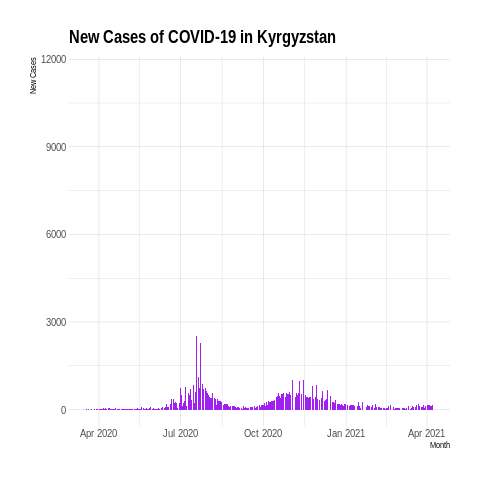 New Cases of COVID-19 in Kyrgyzstan
New Cases
12000
9000
6000
3000
0
Apr 2020
Jul 2020
Oct 2020
Jan 2021
Apr 2021
Month